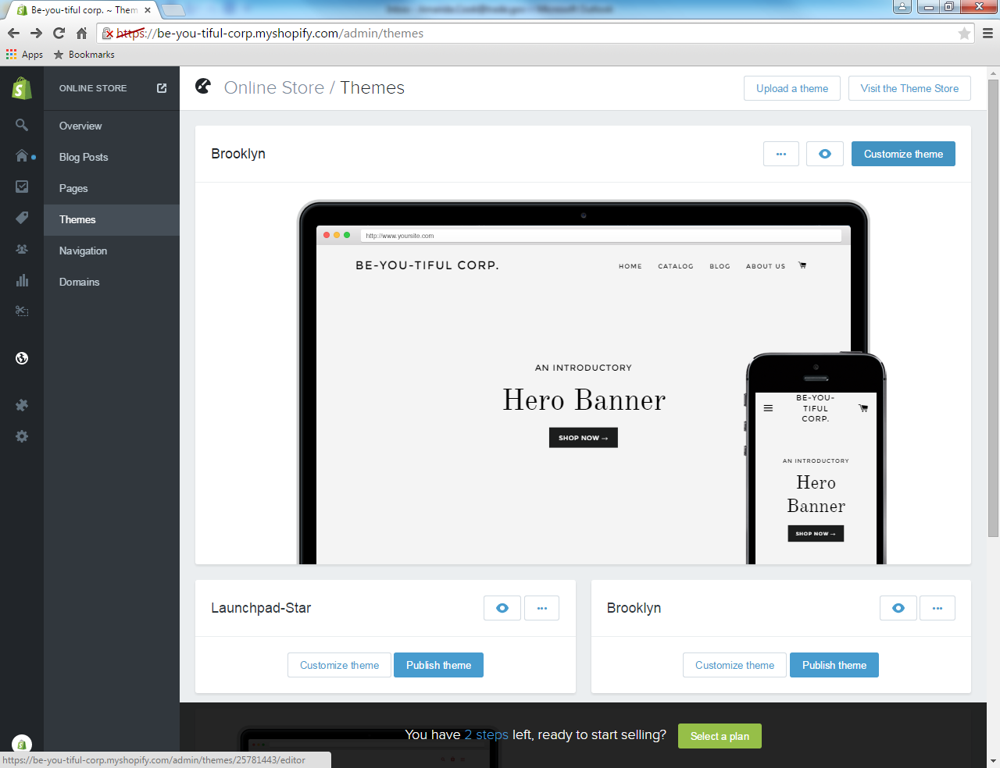 Be-you-tiful corp. ~ Them
https://be-you-tiful-corp.myshopify.com/admin/themes
Apps Bookmarks
ONLINE STORE
Overview
Blog Posts
Pages
Themes
Navigation
Domains
Online Store / Themes
Upload a theme
Visit the Theme Store
Brooklyn
Customize theme
http://www.yoursite.com
BE-YOU-TIFUL CORP.
HOME CATALOG BLOG ABOUT US
AN INTRODUCTORY
Hero Banner
SHOP NOW →
BE-YOU-
TIFUL
CORP.
AN INTRODUCTORY
Hero
Banner
SHOP NOW →
Launchpad-Star
Customize theme
Publish theme
Brooklyn
Customize theme
Publish theme
You have 2 steps left, ready to start selling?
Select a plan
https://be-you-tiful-corp.myshopify.com/admin/themes/25781443/editor